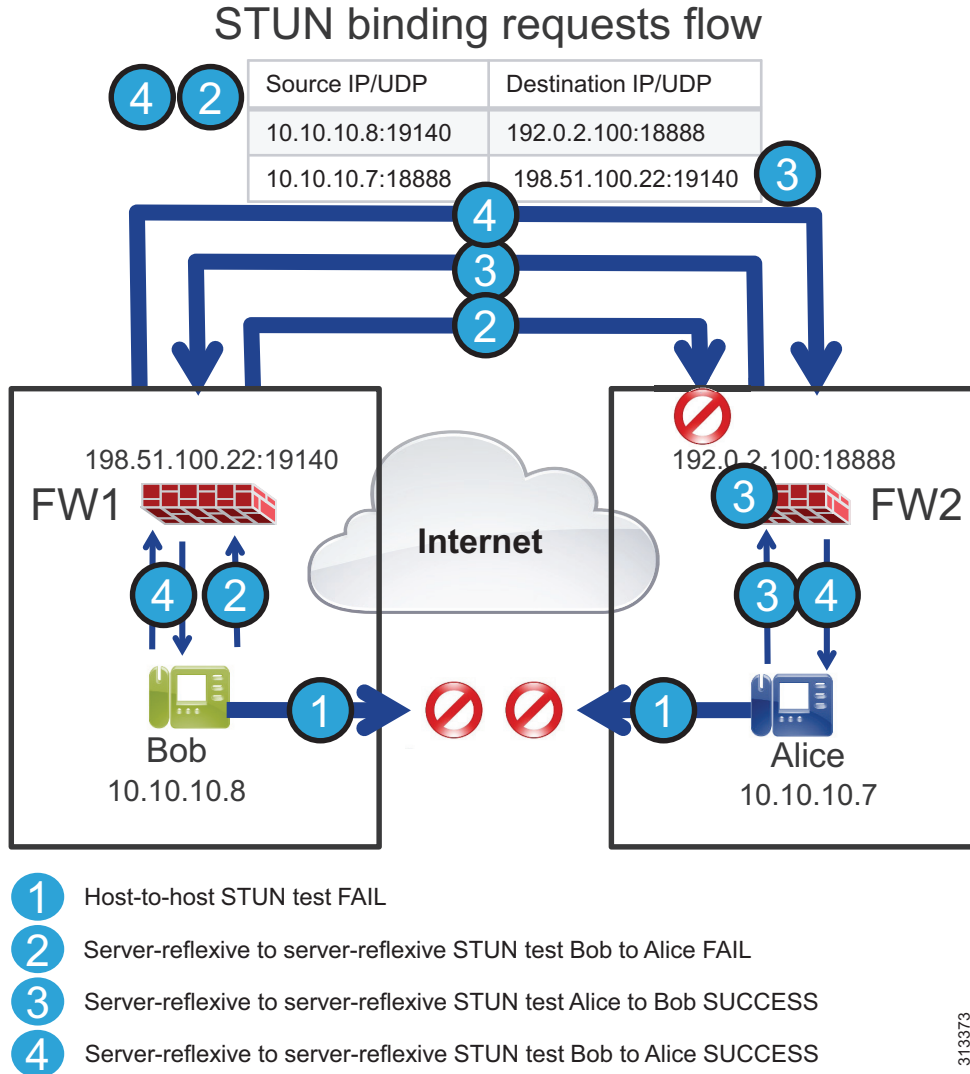 STUN binding requests flow
4 2
Source IP/UDP Destination IP/UDP
10.10.10.8:19140 192.0.2.100:18888
10.10.10.7:18888 198.51.100.22:19140
3
4
3
2
198.51.100.22:19140
192.0.2.100:18888
FW1
3
FW2
Internet
4 2
3 4
1
1
Bob
10.10.10.8
Alice
10.10.10.7
1 Host-to-host STUN test FAIL
2 Server-reflexive to server-reflexive STUN test Bob to Alice FAIL
3 Server-reflexive to server-reflexive STUN test Alice to Bob SUCCESS
4 Server-reflexive to server-reflexive STUN test Bob to Alice SUCCESS
313373